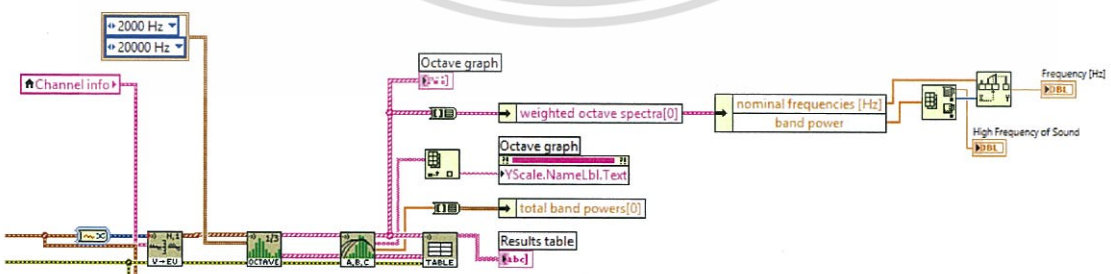 2000 Hz
20000 Hz
Channel info
Octave graph
weighted octave spectra[0]
nominal frequencies [Hz]
band power
Frequency [Hz]
DBL
High Frequency of Sound
DBL
Octave graph
YScale.NameLbl.Text
total band powers[0]
V→EU
1/3
OCTAVE
A,B,C
TABLE
Results table
abc